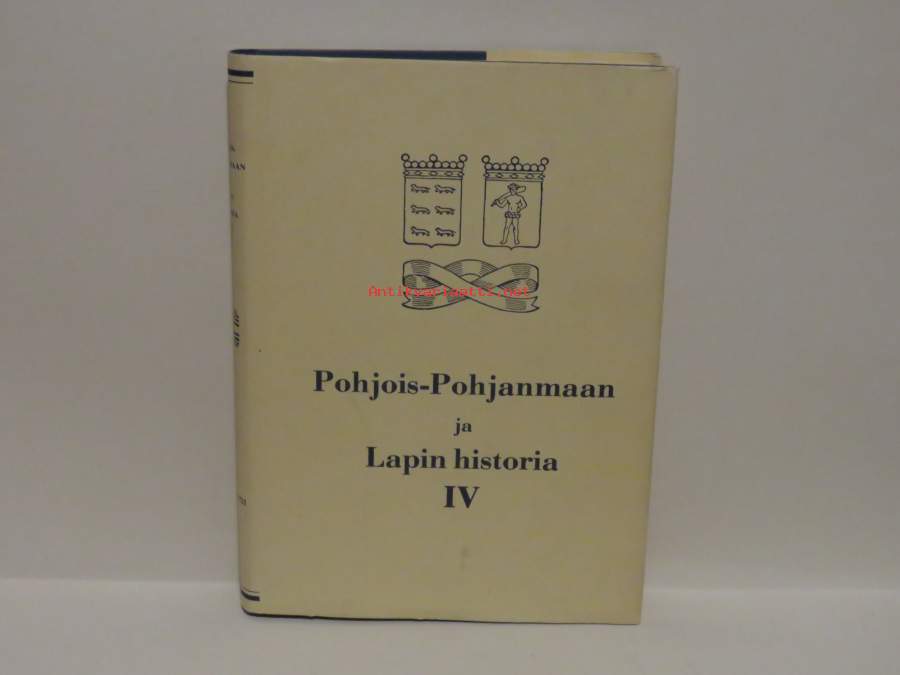 Antikvariaatti.net
Pohjois-Pohjanmaan
ja
Lapin historia
IV